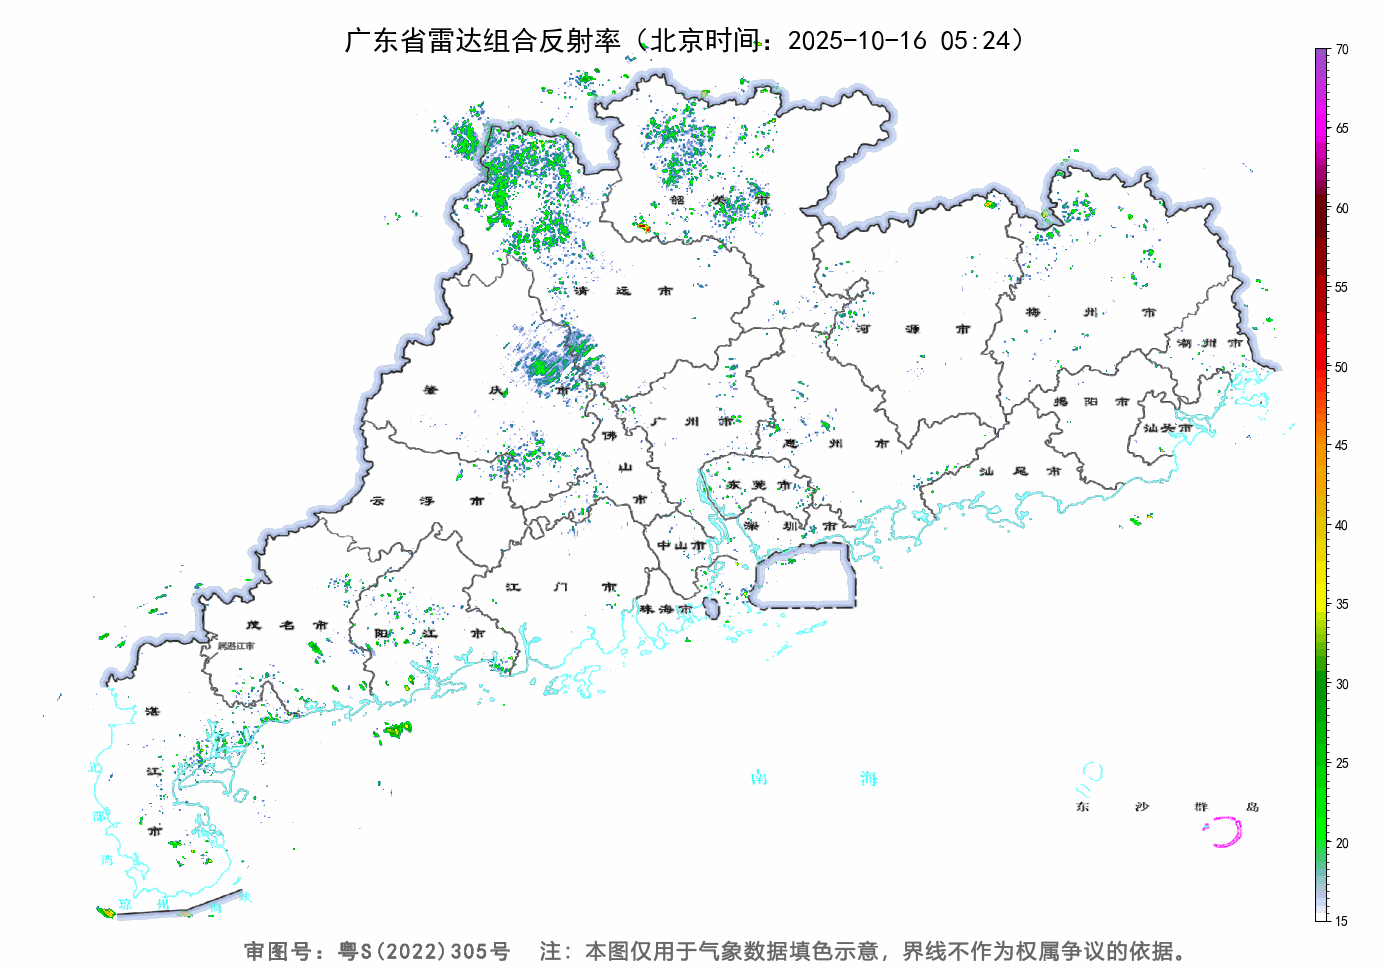 广东省雷达组合反射率（北京时间：2025-10-16 05:24）
70
65
60
55
50
45
40
35
30
25
20
15
韶关市
清远市
河源市
梅州市
潮州市
肇庆市
广州市
惠州市
揭阳市
汕头市
佛山市
云浮市
东莞市
汕尾市
深圳市
中山市
江门市
珠海市
茂名市
阳江市
属湛江市
湛江市
北部湾
琼州海峡
南海
东沙群岛
审图号：粤S(2022)305号 注：本图仅用于气象数据填色示意，界线不作为权属争议的依据。